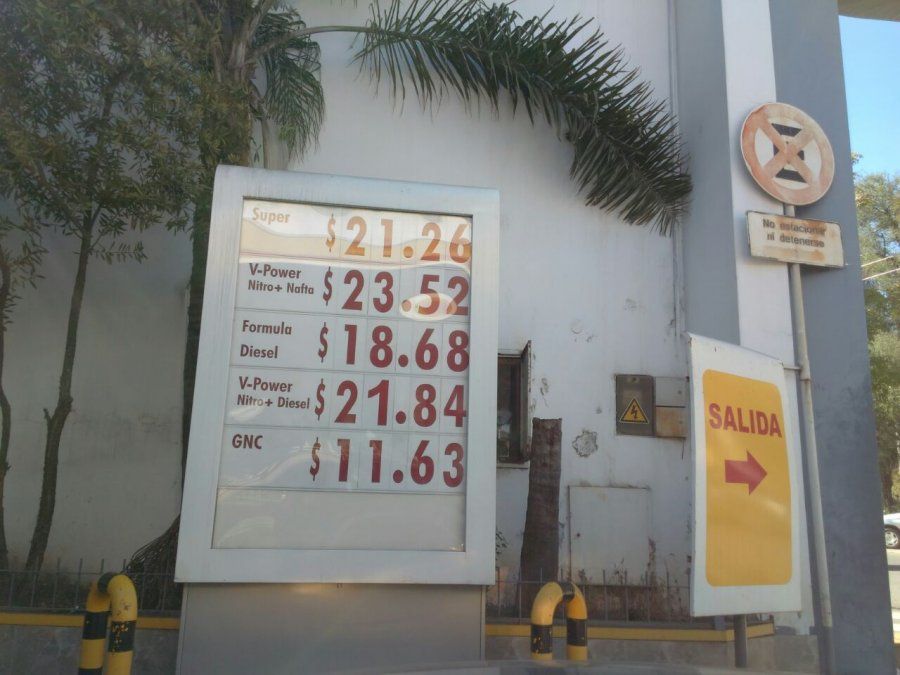 Super $21.26
V-Power
Nitro+ Nafta $23.52
Formula
Diesel $18.68
V-Power
Nitro+ Diesel $21.84
GNC $11.63
No estacionar
ni detenerse
SALIDA